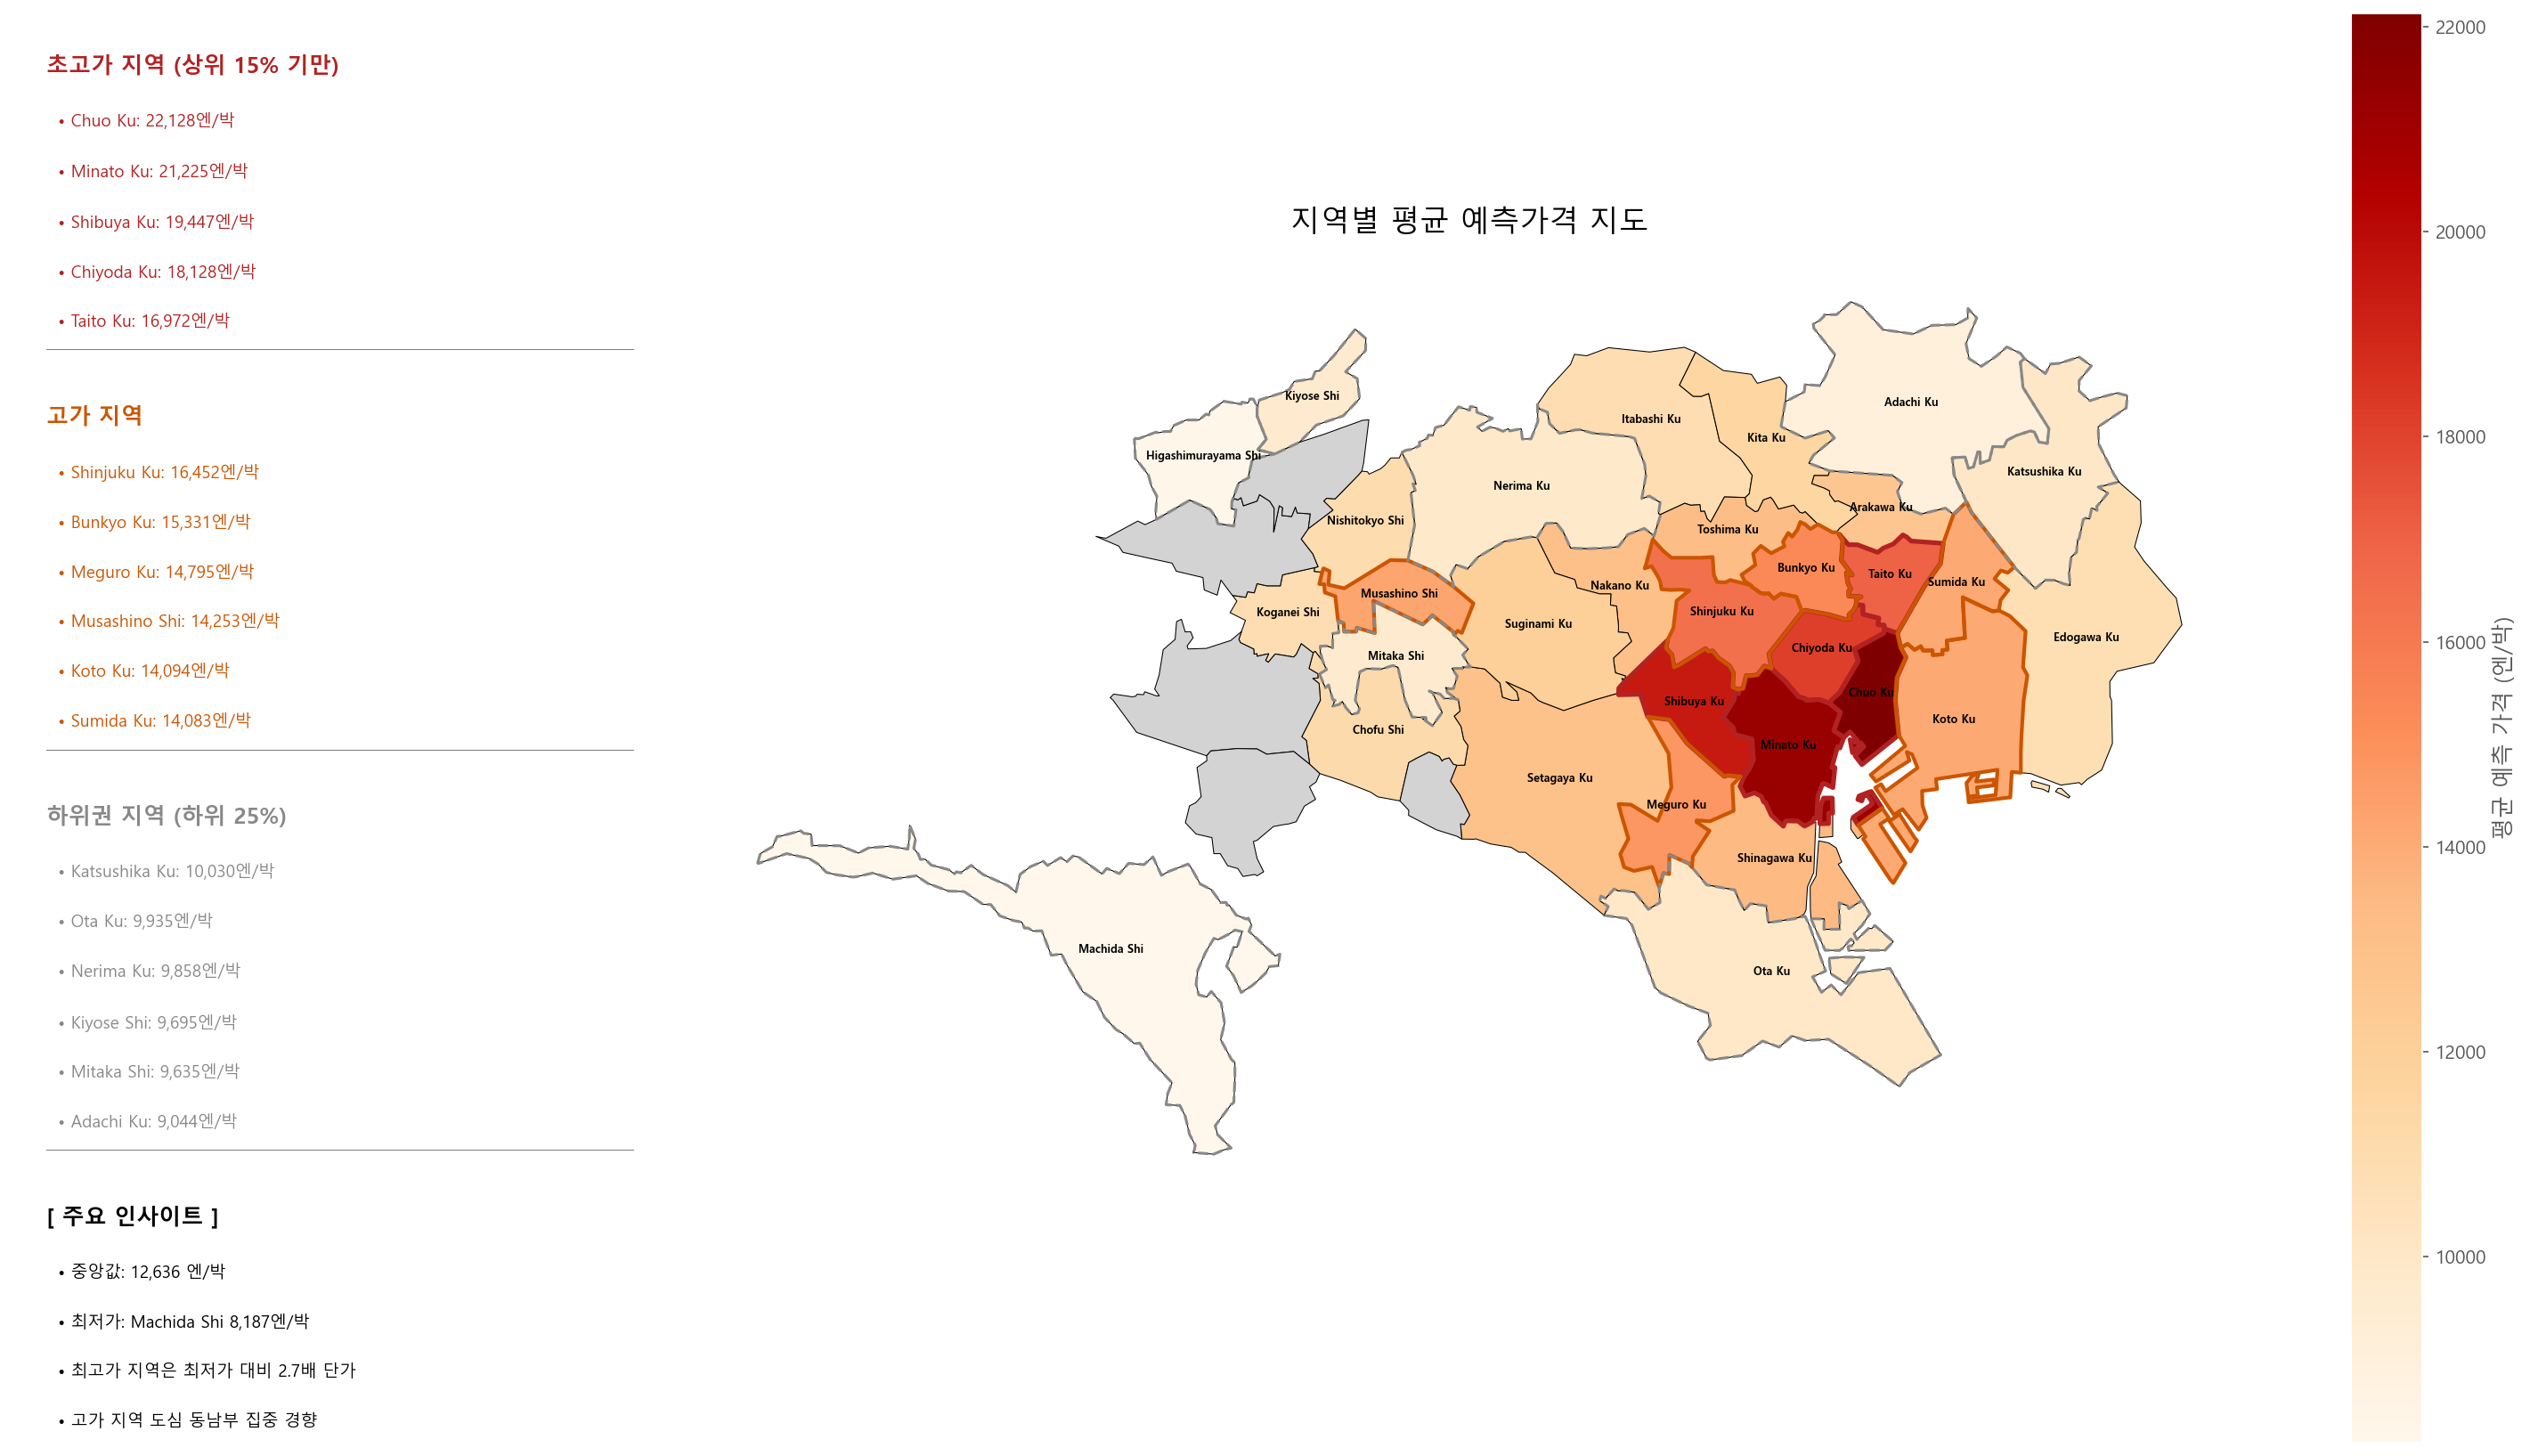 초고가 지역 (상위 15% 기만)
• Chuo Ku: 22,128엔/박
• Minato Ku: 21,225엔/박
• Shibuya Ku: 19,447엔/박
• Chiyoda Ku: 18,128엔/박
• Taito Ku: 16,972엔/박
고가 지역
• Shinjuku Ku: 16,452엔/박
• Bunkyo Ku: 15,331엔/박
• Meguro Ku: 14,795엔/박
• Musashino Shi: 14,253엔/박
• Koto Ku: 14,094엔/박
• Sumida Ku: 14,083엔/박
하위권 지역 (하위 25%)
• Katsushika Ku: 10,030엔/박
• Ota Ku: 9,935엔/박
• Nerima Ku: 9,858엔/박
• Kiyose Shi: 9,695엔/박
• Mitaka Shi: 9,635엔/박
• Adachi Ku: 9,044엔/박
[ 주요 인사이트 ]
• 중앙값: 12,636 엔/박
• 최저가: Machida Shi 8,187엔/박
• 최고가 지역은 최저가 대비 2.7배 단가
• 고가 지역 도심 동남부 집중 경향
지역별 평균 예측가격 지도
Kiyose Shi
Adachi Ku
Itabashi Ku
Kita Ku
Higashimurayama Shi
Katsushika Ku
Nerima Ku
Arakawa Ku
Nishitokyo Shi
Toshima Ku
Bunkyo Ku
Taito Ku
Sumida Ku
Nakano Ku
Musashino Shi
Koganei Shi
Shinjuku Ku
Suginami Ku
Edogawa Ku
Chiyoda Ku
Mitaka Shi
Chuo Ku
Shibuya Ku
Koto Ku
Chofu Shi
Minato Ku
Setagaya Ku
Meguro Ku
Shinagawa Ku
Machida Shi
Ota Ku
22000
20000
18000
16000
14000
12000
10000
평균 예측 가격 (엔/박)